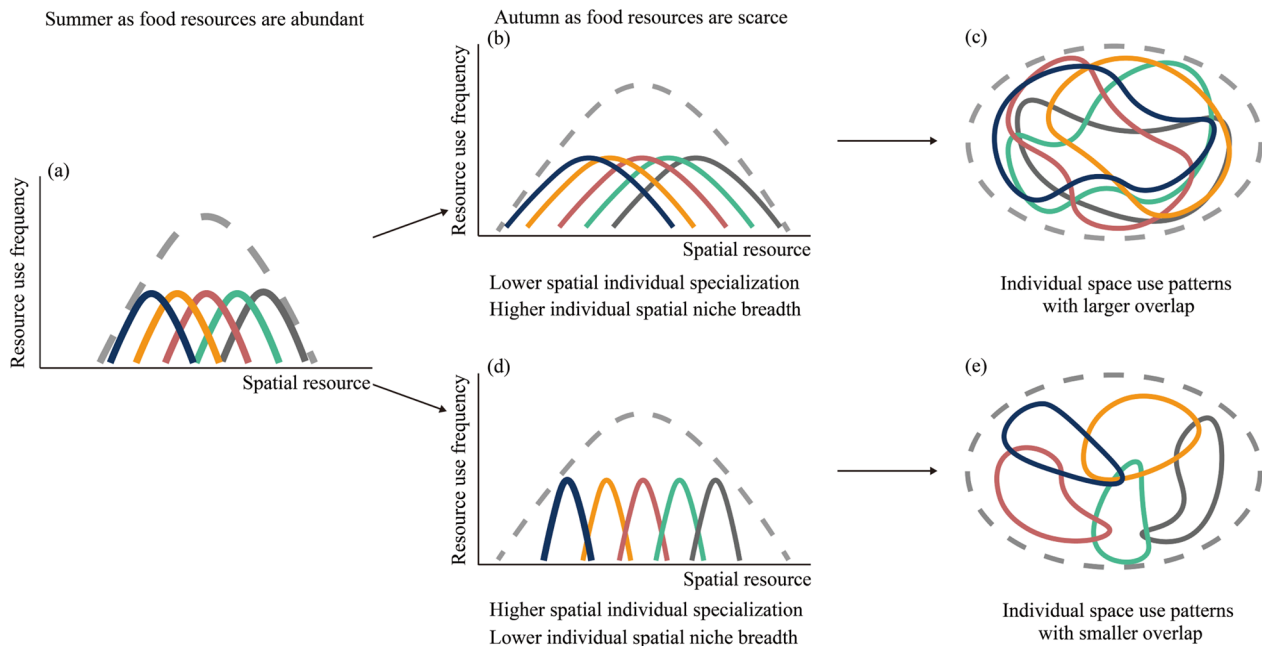 Summer as food resources are abundant
Autumn as food resources are scarce
(a)
Resource use frequency
Spatial resource
(b)
Resource use frequency
Spatial resource
Lower spatial individual specialization
Higher individual spatial niche breadth
(c)
Individual space use patterns
with larger overlap
(d)
Resource use frequency
Spatial resource
Higher spatial individual specialization
Lower individual spatial niche breadth
(e)
Individual space use patterns
with smaller overlap